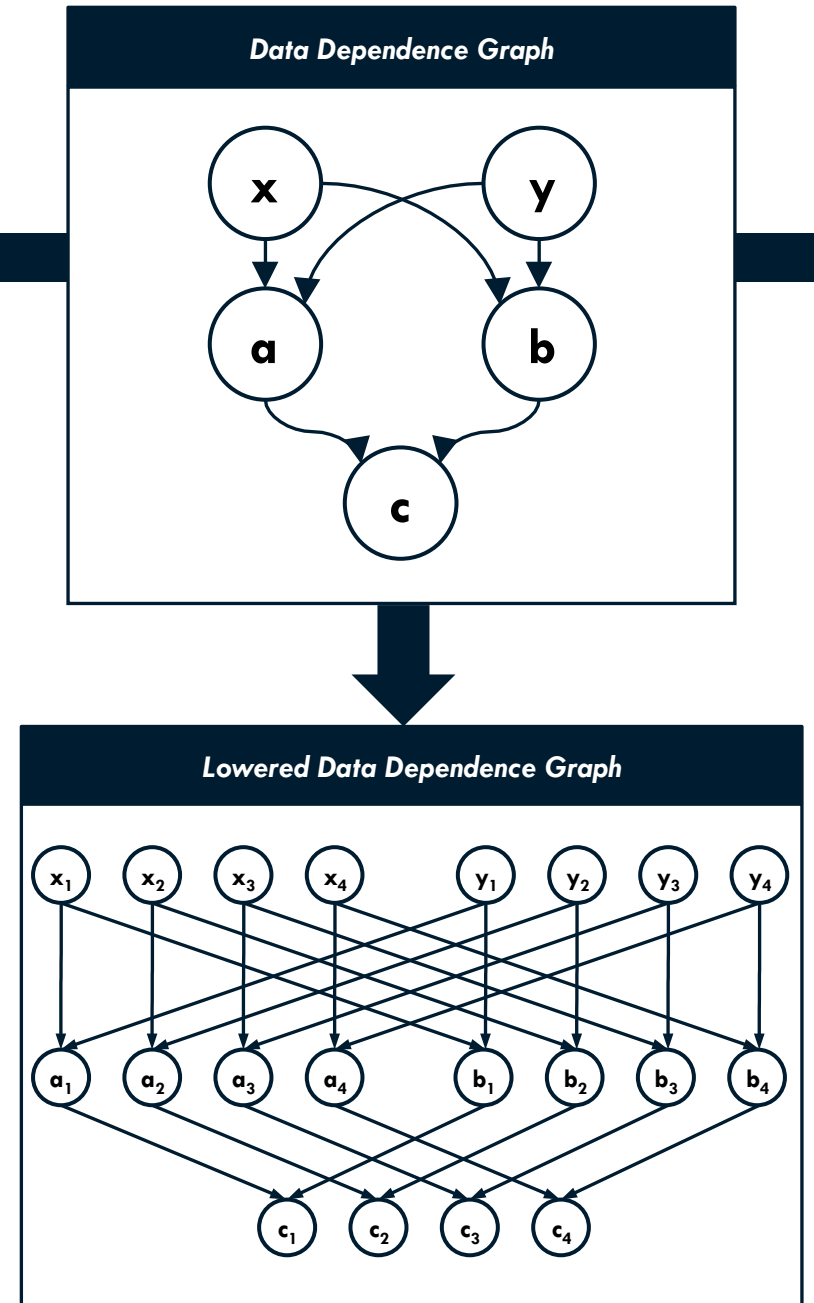 Data Dependence Graph
x y
a b
c
Lowered Data Dependence Graph
x₁ x₂ x₃ x₄ y₁ y₂ y₃ y₄
a₁ a₂ a₃ a₄ b₁ b₂ b₃ b₄
c₁ c₂ c₃ c₄